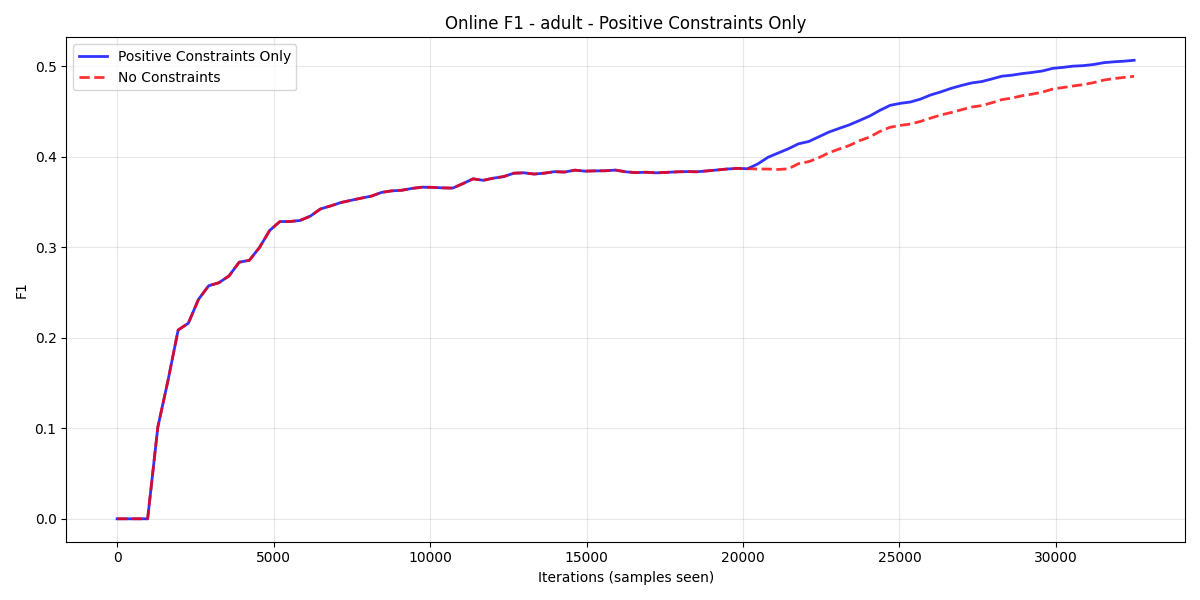 Online F1 - adult - Positive Constraints Only
Positive Constraints Only
No Constraints
F1
0.5
0.4
0.3
0.2
0.1
0.0
0 5000 10000 15000 20000 25000 30000
Iterations (samples seen)